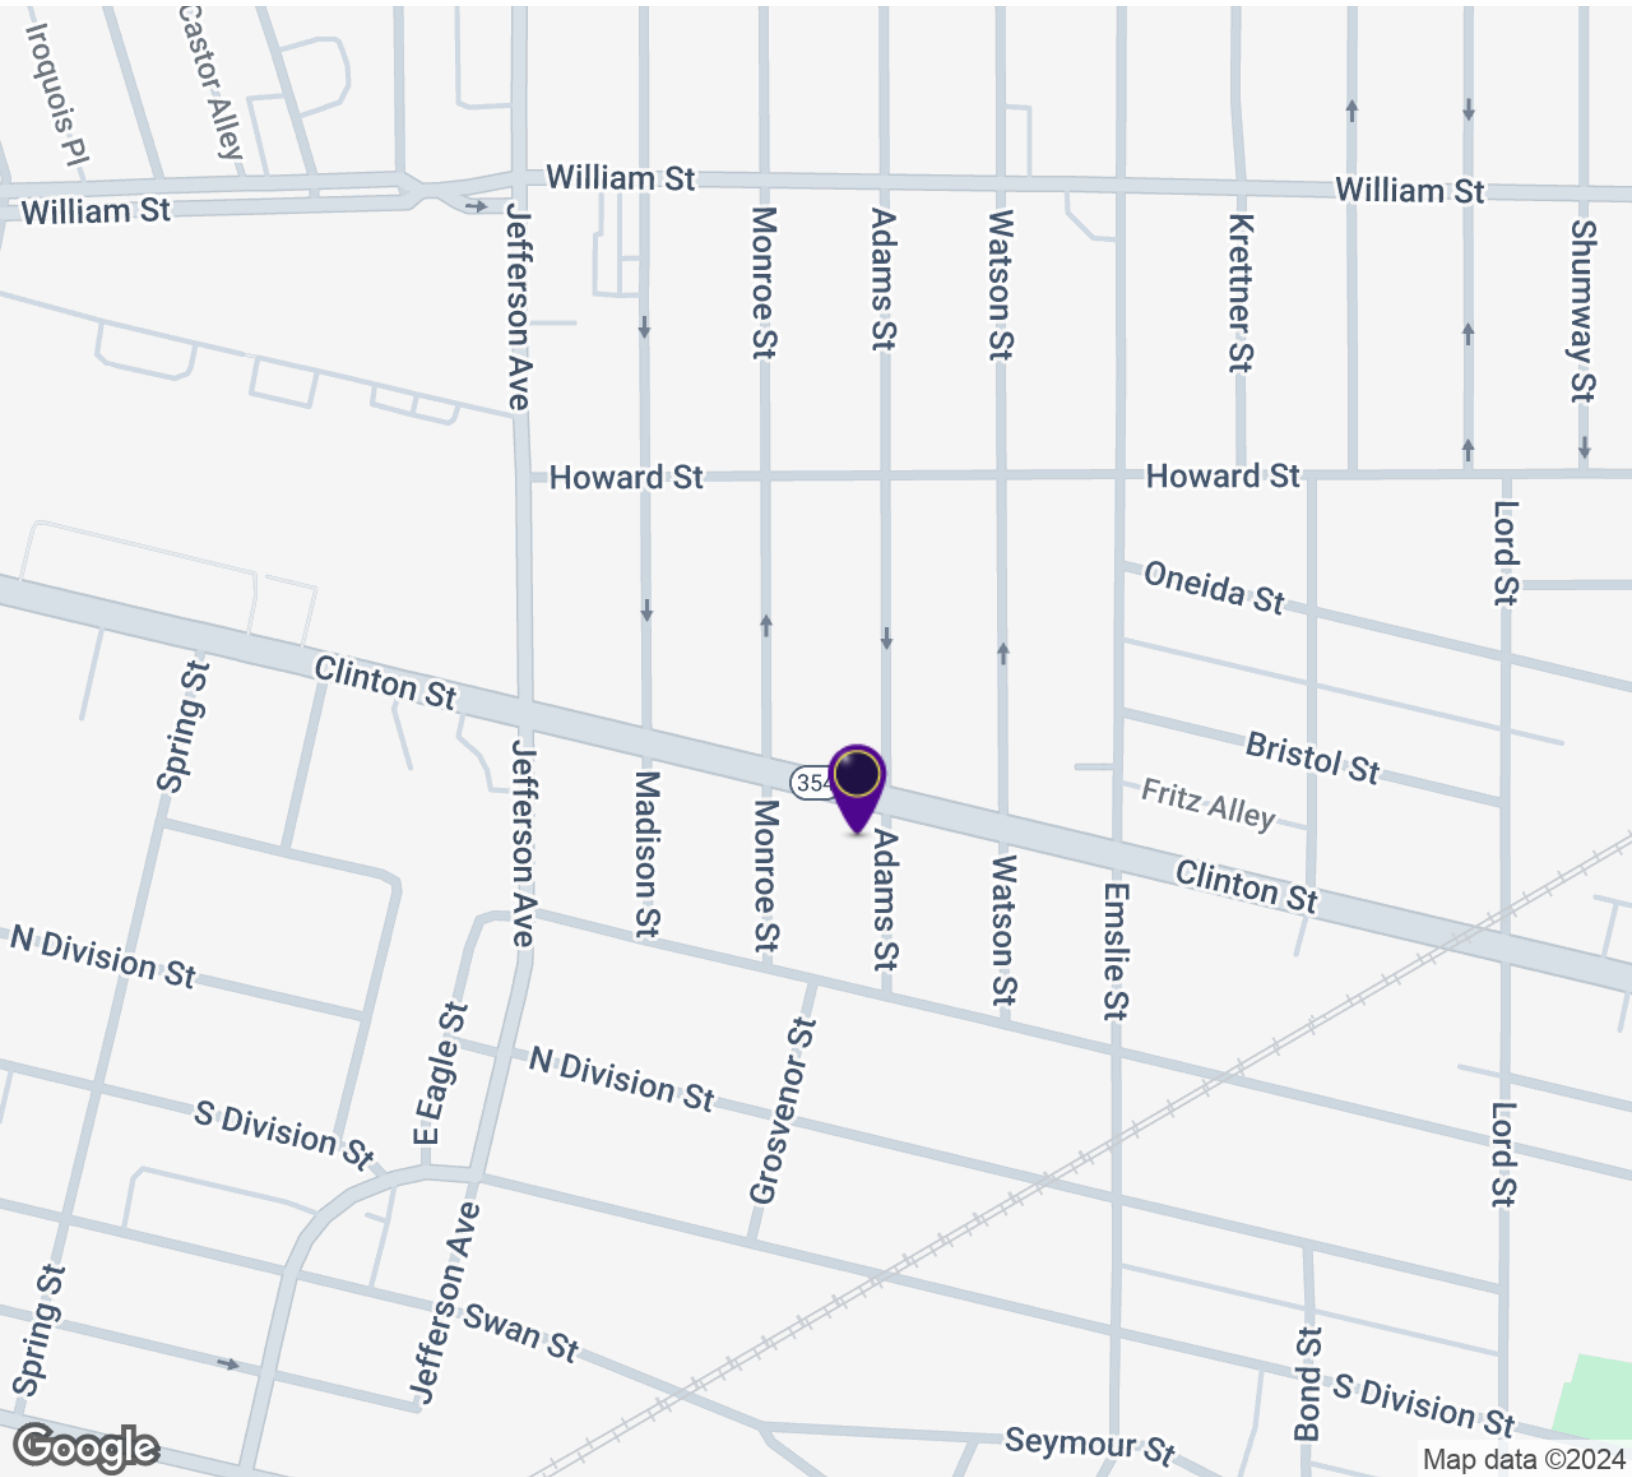 Iroquois Pl
castor Alley
William St
William St
William St
Jefferson Ave
Monroe St
Adams St
Watson St
Krettner St
Shumway St
Howard St
Howard St
Lord St
Oneida St
Clinton St
Spring St
Bristol St
Fritz Alley
354
Jefferson Ave
Madison St
Monroe St
Adams St
Watson St
Emslie St
Clinton St
N Division St
E Eagle St
N Division St
Grosvenor St
S Division St
Lord St
Jefferson Ave
Spring St
Swan St
Bound St
S Division St
Seymour St
Google
Map data ©2024